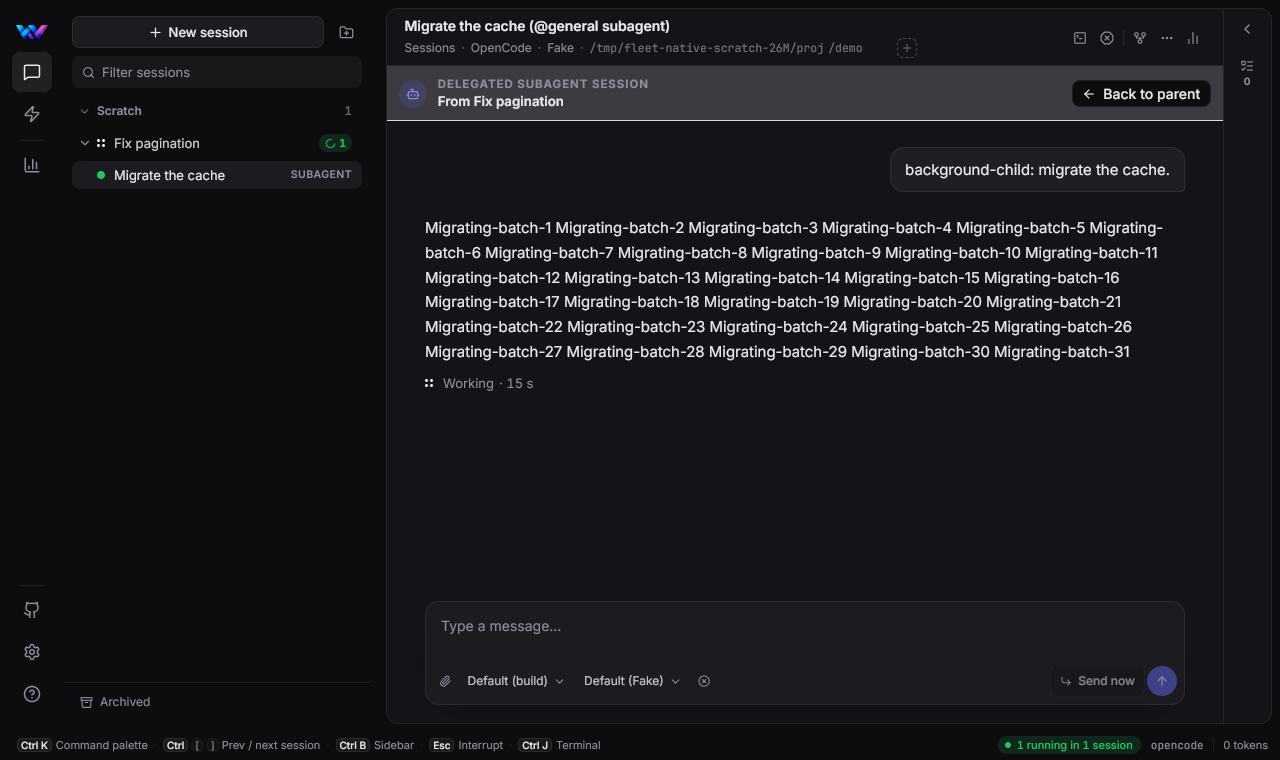 New session
Filter sessions
Scratch 1
Fix pagination 1
Migrate the cache SUBAGENT
Archived
Migrate the cache (@general subagent)
Sessions · OpenCode · Fake · /tmp/fleet-native-scratch-26M/proj /demo
0
DELEGATED SUBAGENT SESSION
From Fix pagination
Back to parent
background-child: migrate the cache.
Migrating-batch-1 Migrating-batch-2 Migrating-batch-3 Migrating-batch-4 Migrating-batch-5 Migrating-
batch-6 Migrating-batch-7 Migrating-batch-8 Migrating-batch-9 Migrating-batch-10 Migrating-batch-11
Migrating-batch-12 Migrating-batch-13 Migrating-batch-14 Migrating-batch-15 Migrating-batch-16
Migrating-batch-17 Migrating-batch-18 Migrating-batch-19 Migrating-batch-20 Migrating-batch-21
Migrating-batch-22 Migrating-batch-23 Migrating-batch-24 Migrating-batch-25 Migrating-batch-26
Migrating-batch-27 Migrating-batch-28 Migrating-batch-29 Migrating-batch-30 Migrating-batch-31
Working · 15 s
Type a message...
Default (build) Default (Fake) Send now
Ctrl K Command palette · Ctrl [ ] Prev / next session · Ctrl B Sidebar · Esc Interrupt · Ctrl J Terminal 1 running in 1 session opencode 0 tokens